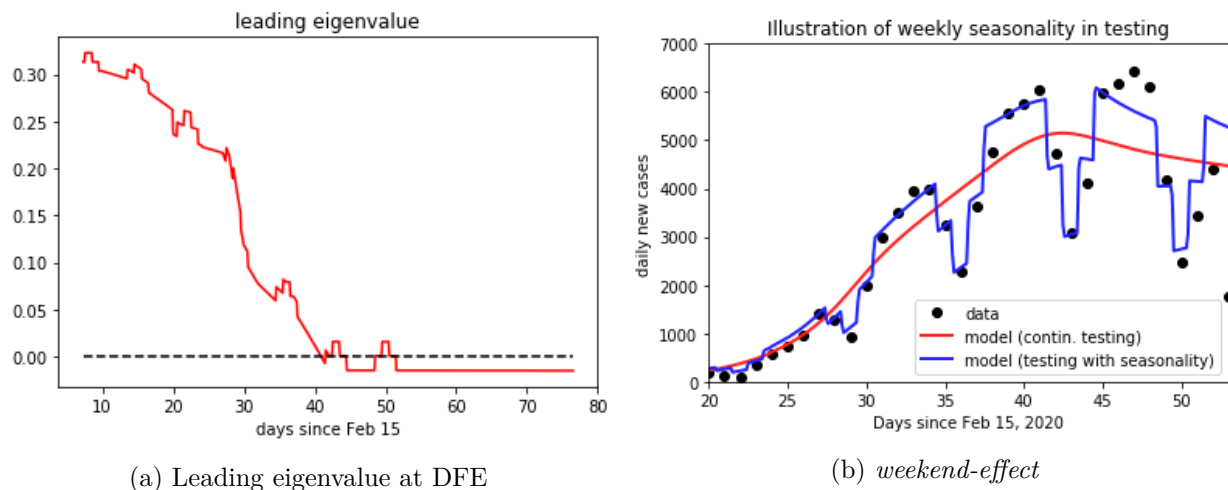 leading eigenvalue
0.30
0.25
0.20
0.15
0.10
0.05
0.00
10 20 30 40 50 60 70 80
days since Feb 15
(a) Leading eigenvalue at DFE
Illustration of weekly seasonality in testing
7000
6000
5000
4000
3000
2000
1000
0
daily new cases
data
model (contin. testing)
model (testing with seasonality)
20 25 30 35 40 45 50
Days since Feb 15, 2020
(b) weekend-effect